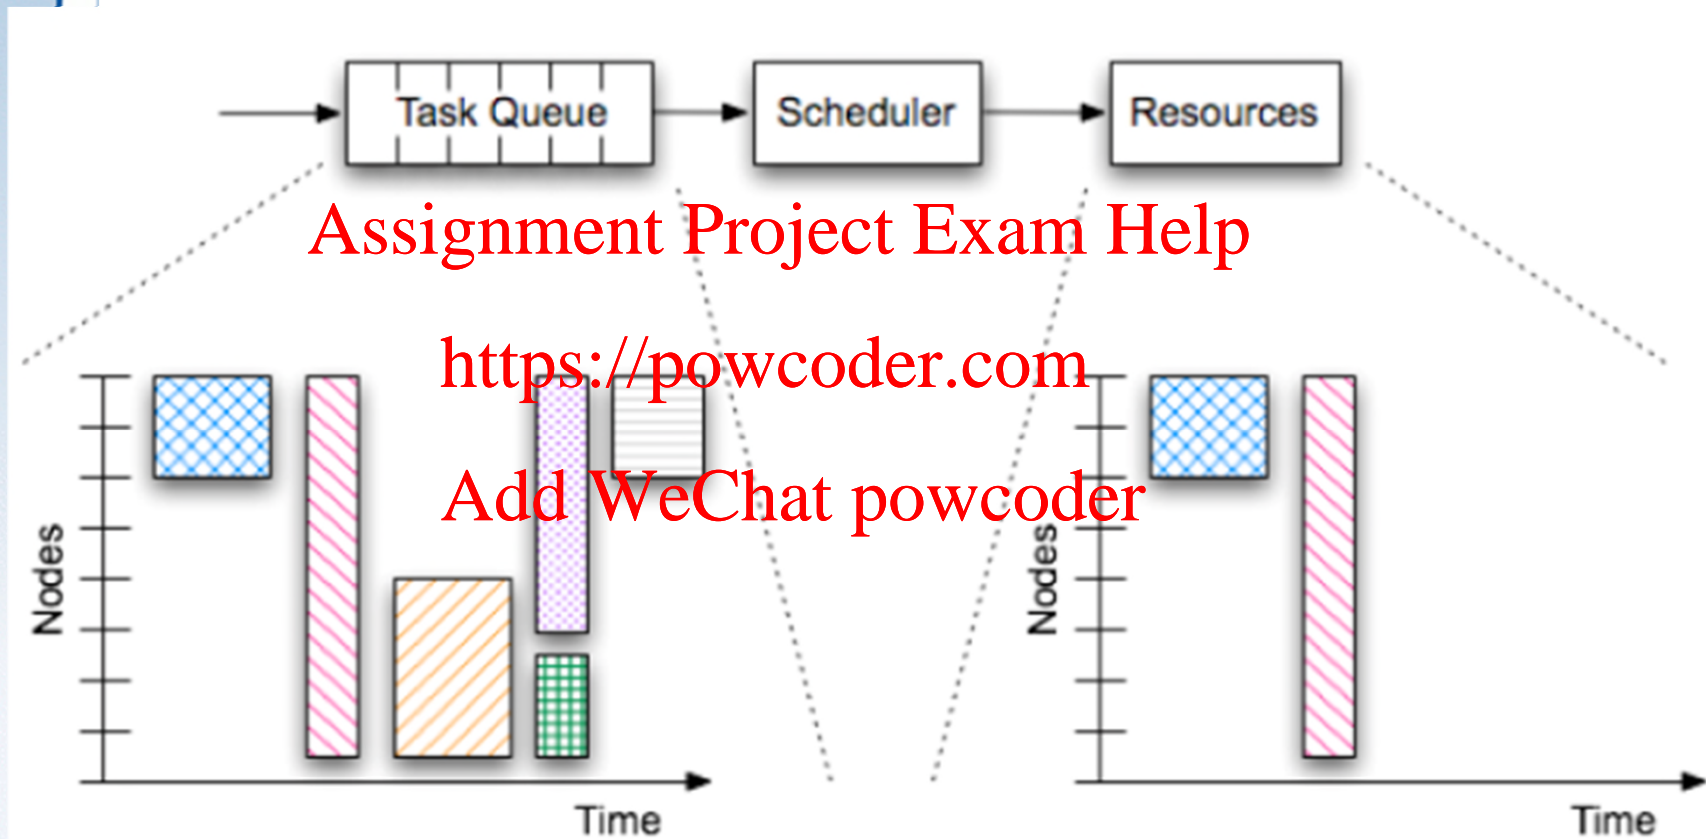 Task Queue
Scheduler
Resources
Assignment Project Exam Help
https://powcoder.com
Add WeChat powcoder
Nodes
Time
Nodes
Time